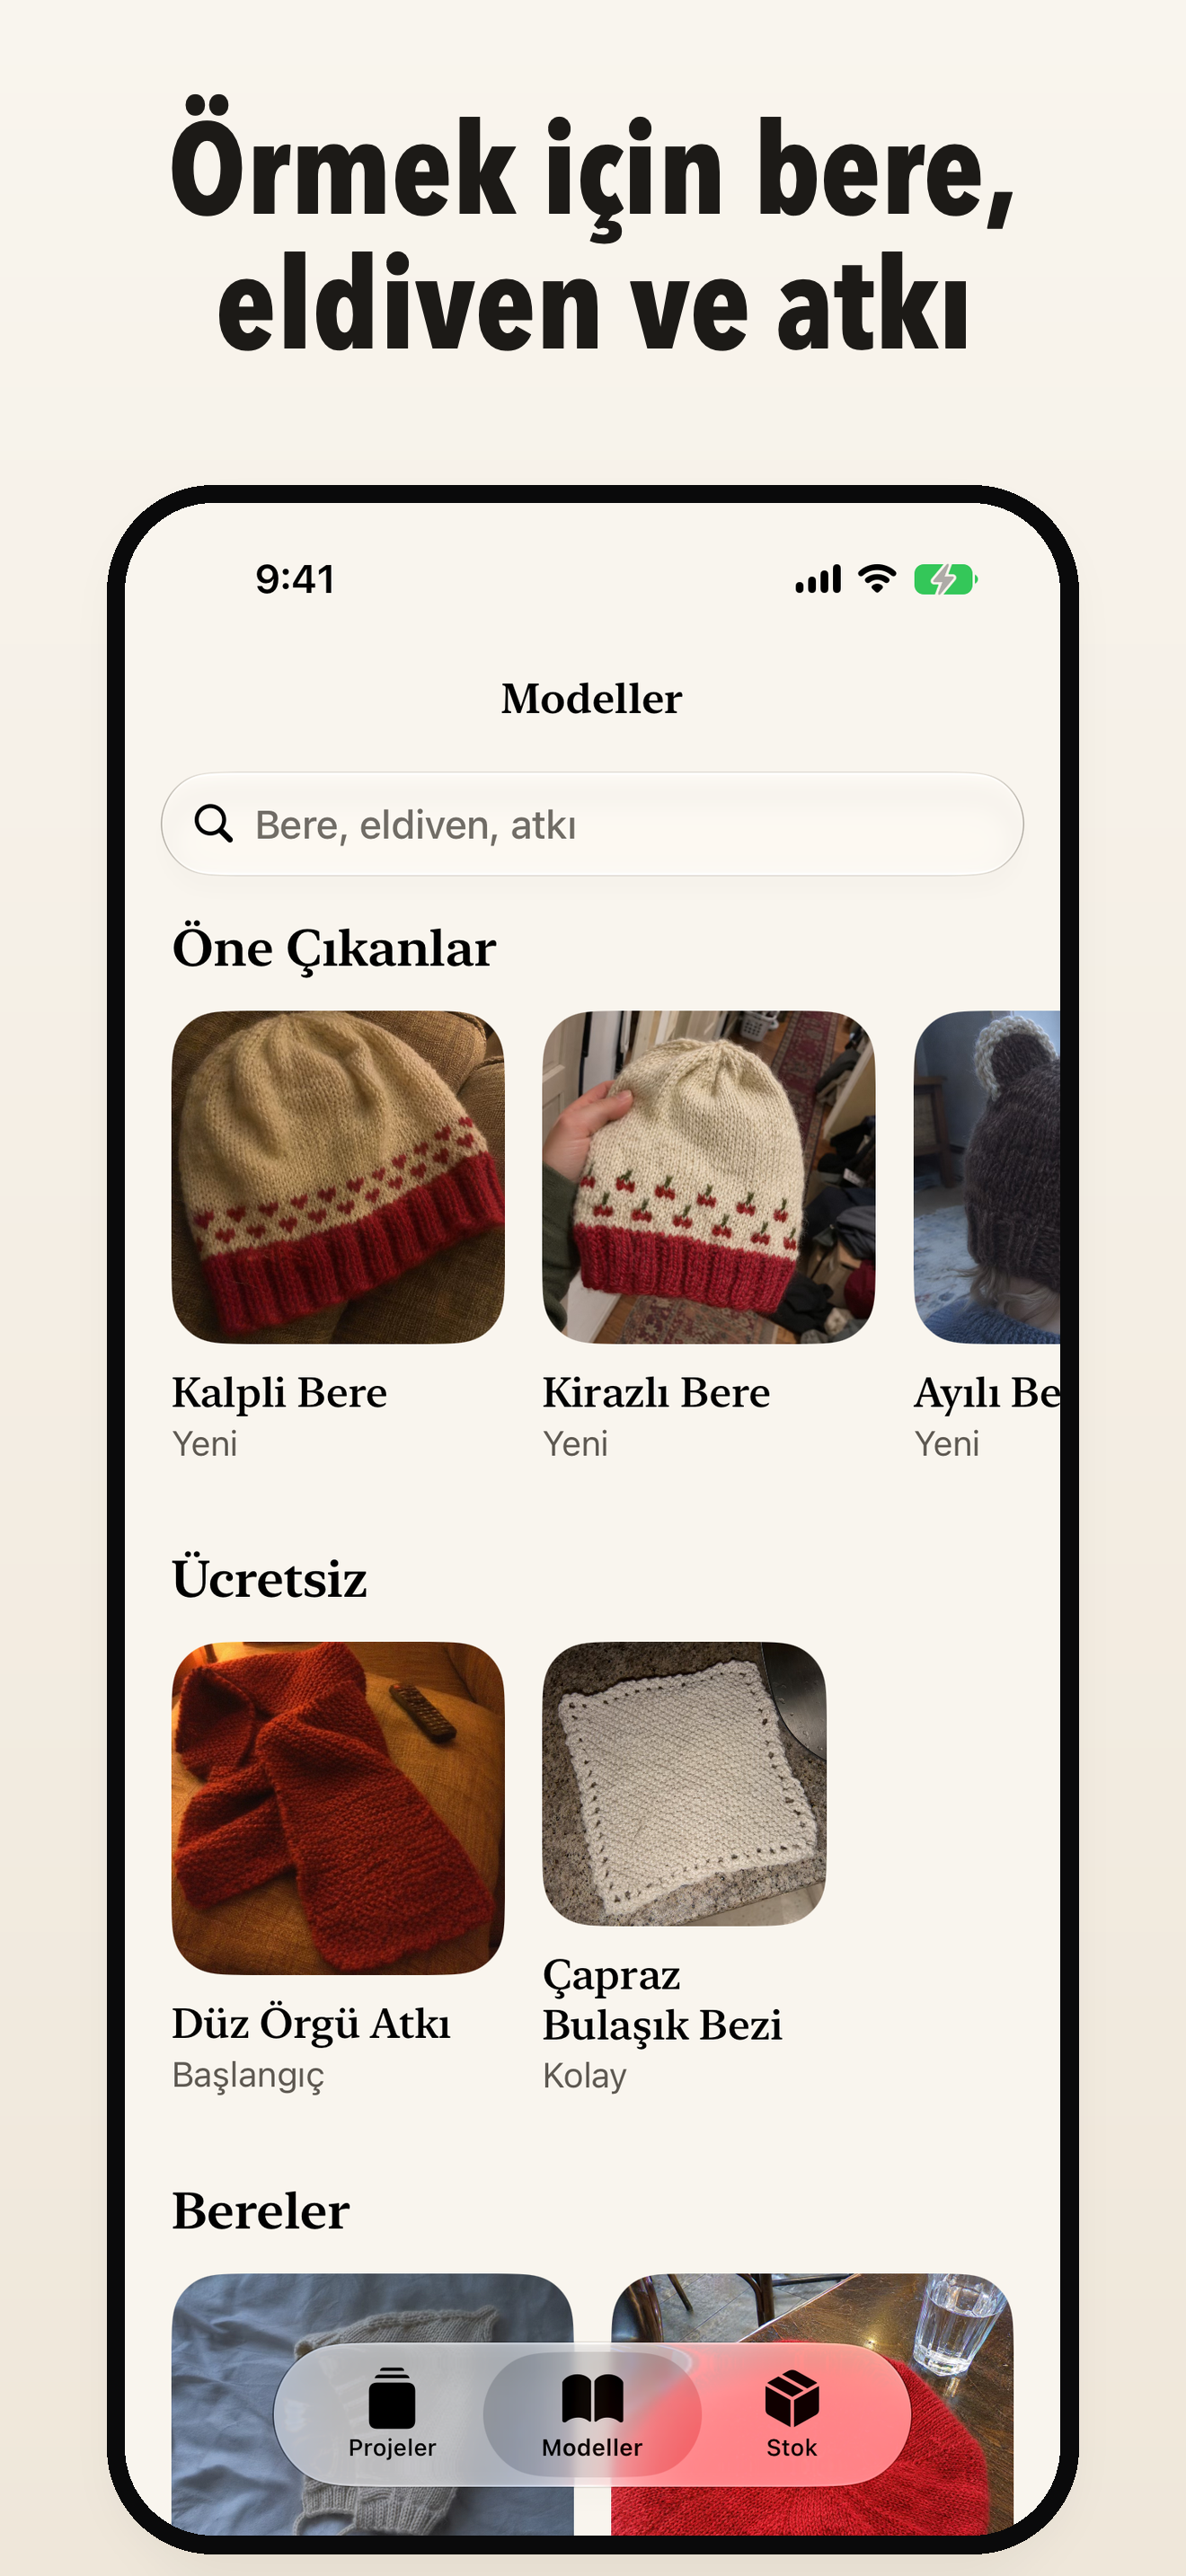 Örmek için bere,
eldiven ve atkı
9:41
Modeller
Bere, eldiven, atkı
Öne Çıkanlar
Kalpli Bere
Yeni
Kirazlı Bere
Yeni
Ayılı Be
Yeni
Ücretsiz
Düz Örgü Atkı
Başlangıç
Çapraz
Bulaşık Bezi
Kolay
Bereler
Projeler
Modeller
Stok